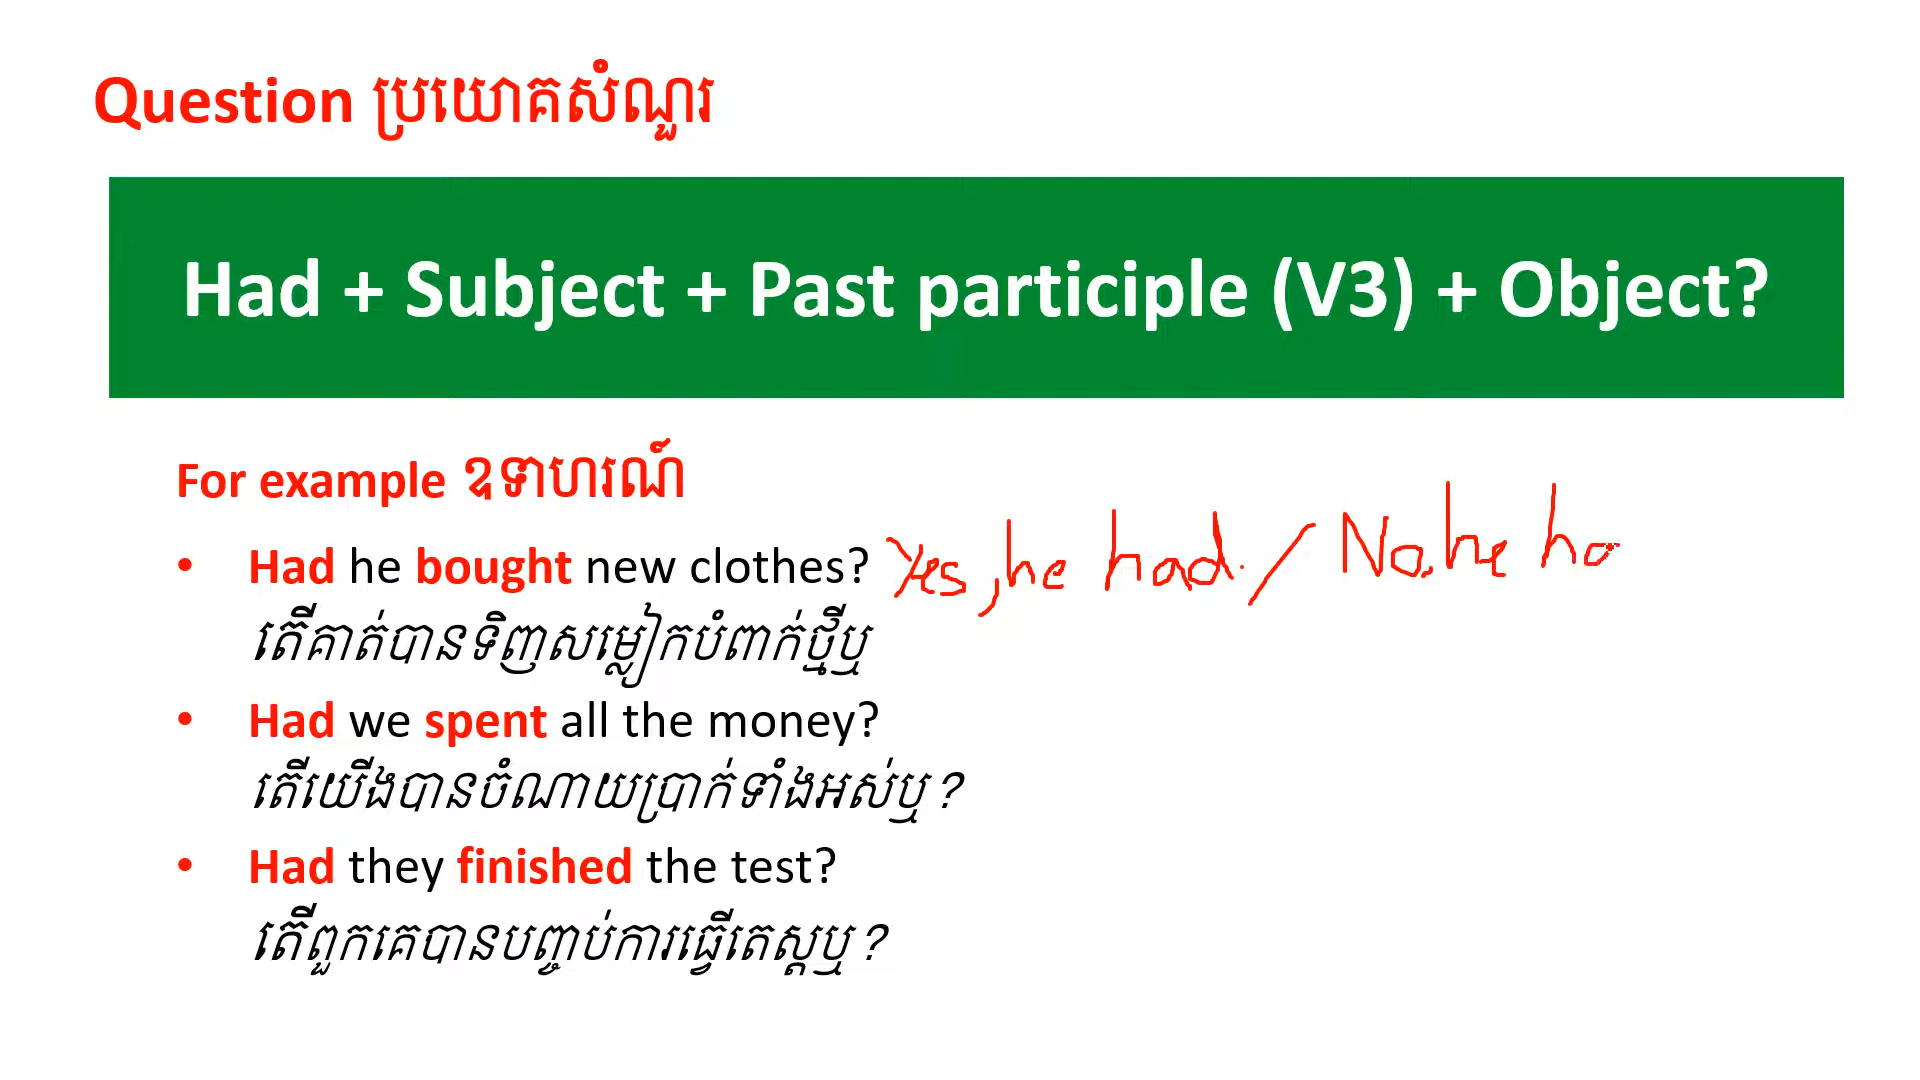 Question ប្រយោគសំណួរ
Had + Subject + Past participle (V3) + Object?
For example ឧទាហរណ៍
• Had he bought new clothes? Yes, he had. / No, he ha
តើគាត់បានទិញសម្លៀកបំពាក់ថ្មីឬ
• Had we spent all the money?
តើយើងបានចំណាយប្រាក់ទាំងអស់ឬ?
• Had they finished the test?
តើពួកគេបានបញ្ចប់ការធ្វើតេស្តឬ?